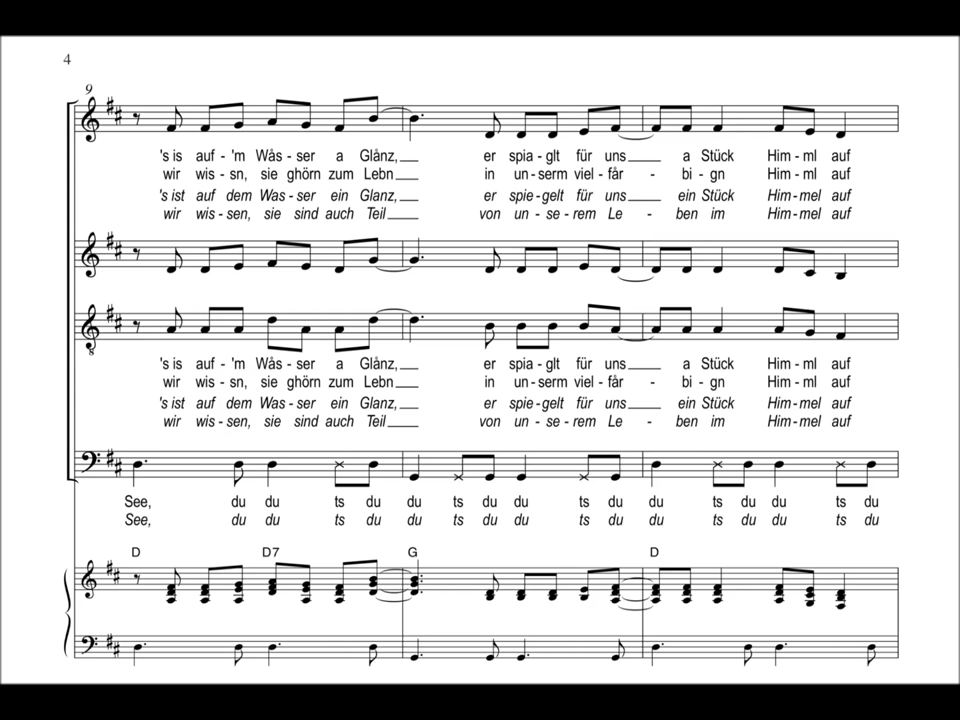 4
9
's is auf - 'm Wås - ser a Glånz, er spia - glt für uns a Stück Him - ml auf
wir wis - sn, sie ghörn zum Lebn in un - serm viel - får - bi - gn Him - ml auf
's ist auf dem Was - ser ein Glanz, er spie - gelt für uns ein Stück Him - mel auf
wir wis - sen, sie sind auch Teil von un - se - rem Le - ben im Him - mel auf
8
's is auf - 'm Wås - ser a Glånz, er spia - glt für uns a Stück Him - ml auf
wir wis - sn, sie ghörn zum Lebn in un - serm viel - får - bi - gn Him - ml auf
's ist auf dem Was - ser ein Glanz, er spie - gelt für uns ein Stück Him - mel auf
wir wis - sen, sie sind auch Teil von un - se - rem Le - ben im Him - mel auf
See, du du ts du du ts du du ts du du ts du du ts du
See, du du ts du du ts du du ts du du ts du du ts du
D D7 G D